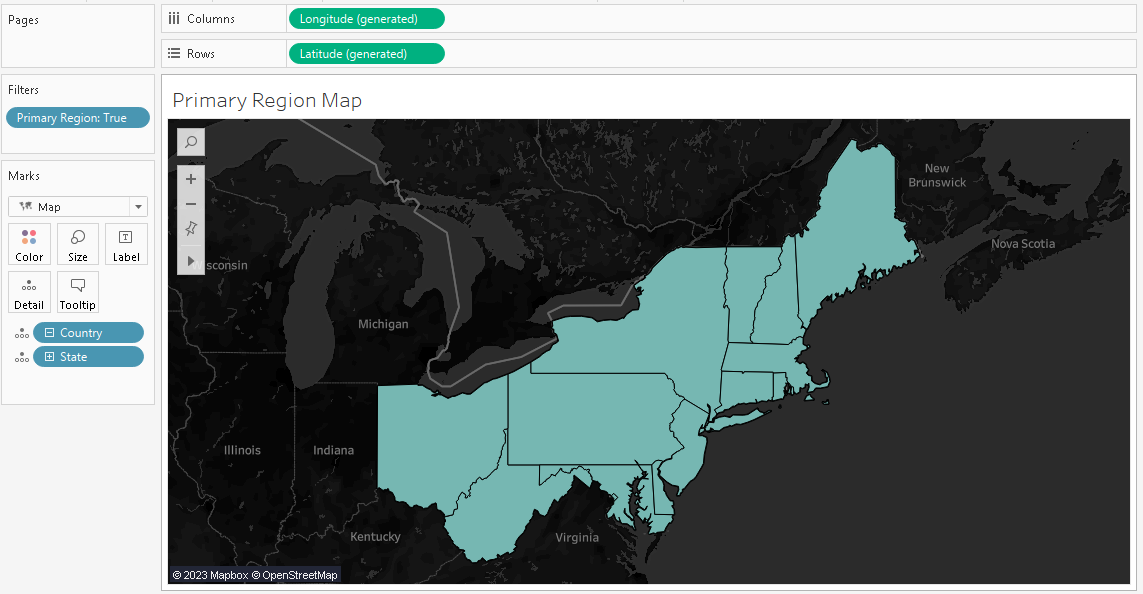 Pages
Columns
Longitude (generated)
Rows
Latitude (generated)
Filters
Primary Region: True
Marks
Map
Color
Size
Label
Detail
Tooltip
Country
State
Primary Region Map
New
Brunswick
Nova Scotia
Michigan
Illinois
Indiana
Kentucky
Virginia
© 2023 Mapbox © OpenStreetMap